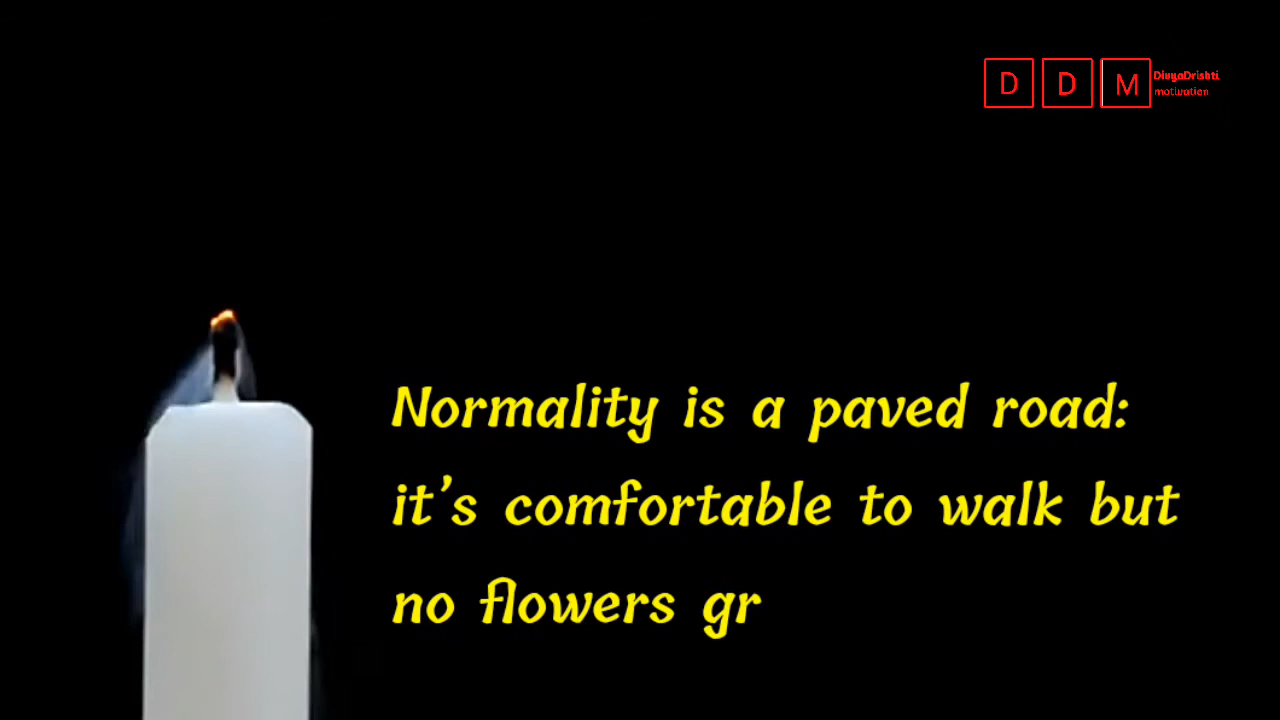 D D M DivyaDrishti
motivation
Normality is a paved road:
it's comfortable to walk but
no flowers gr